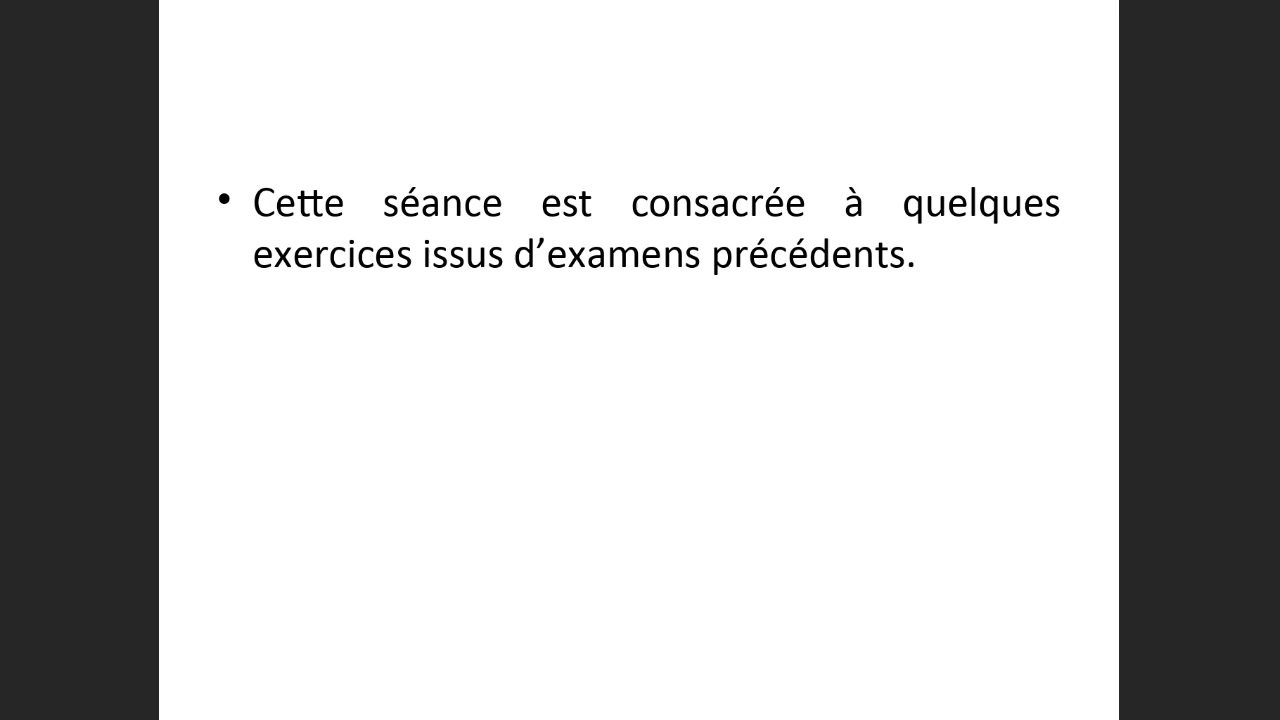 • Cette séance est consacrée à quelques
exercices issus d’examens précédents.